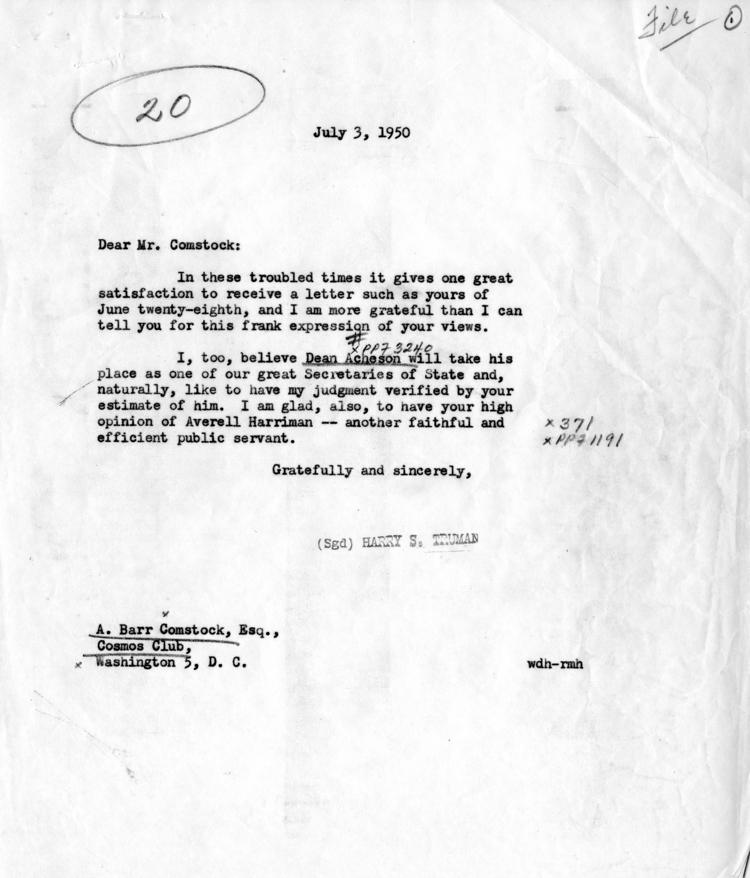 File ①
20
July 3, 1950
Dear Mr. Comstock:
In these troubled times it gives one great
satisfaction to receive a letter such as yours of
June twenty-eighth, and I am more grateful than I can
tell you for this frank expression of your views.
#
x PPF 3240
I, too, believe Dean Acheson will take his
place as one of our great Secretaries of State and,
naturally, like to have my judgment verified by your
estimate of him. I am glad, also, to have your high
opinion of Averell Harriman -- another faithful and
efficient public servant.
x 371
x PPF 1191
Gratefully and sincerely,
(Sgd) HARRY S. TRUMAN
x
A. Barr Comstock, Esq.,
Cosmos Club,
x Washington 5, D. C.
wdh-rmh